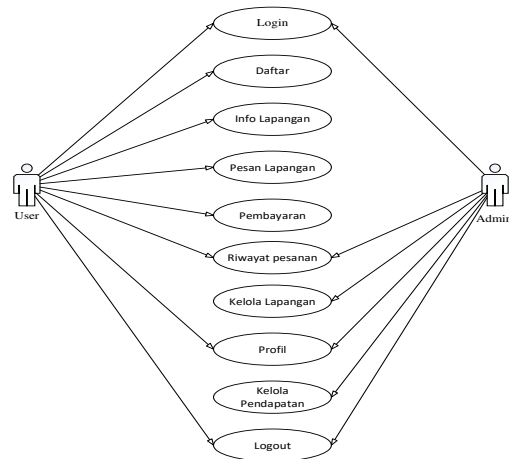 Login
Daftar
Info Lapangan
Pesan Lapangan
Pembayaran
User
Admin
Riwayat pesanan
Kelola Lapangan
Profil
Kelola
Pendapatan
Logout